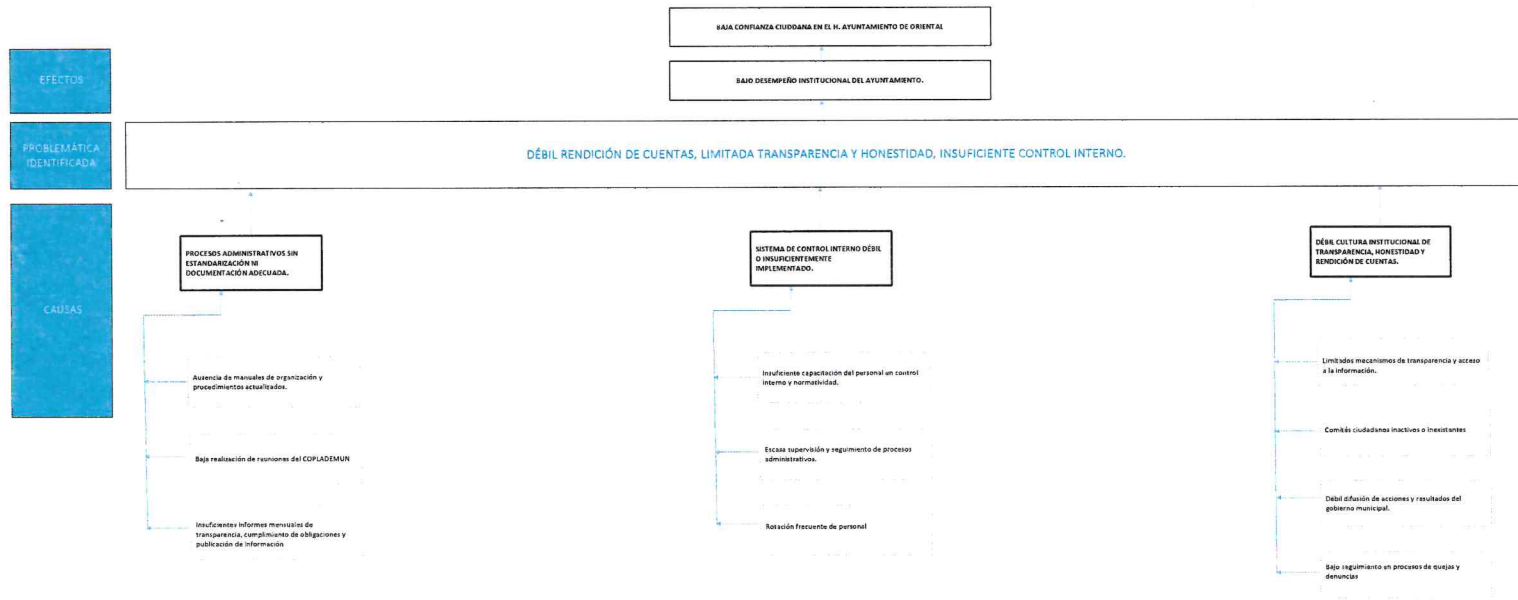 BAJA CONFIANZA CIUDDANA EN EL H. AYUNTAMIENTO DE ORIENTAL
EFECTOS
BAJO DESEMPEÑO INSTITUCIONAL DEL AYUNTAMIENTO.
PROBLEMÁTICA
IDENTIFICADA
DÉBIL RENDICIÓN DE CUENTAS, LIMITADA TRANSPARENCIA Y HONESTIDAD, INSUFICIENTE CONTROL INTERNO.
CAUSAS
PROCESOS ADMINISTRATIVOS SIN
ESTANDARIZACIÓN NI
DOCUMENTACIÓN ADECUADA.
Ausencia de manuales de organización y
procedimientos actualizados.
Baja realización de reuniones del COPLADEMUN
Insuficientes informes mensuales de
transparencia, cumplimiento de obligaciones y
publicación de información
SISTEMA DE CONTROL INTERNO DÉBIL
O INSUFICIENTEMENTE
IMPLEMENTADO.
Insuficiente capacitación del personal en control
interno y normatividad.
Escasa supervisión y seguimiento de procesos
administrativos.
Rotación frecuente de personal
DÉBIL CULTURA INSTITUCIONAL DE
TRANSPARENCIA, HONESTIDAD Y
RENDICIÓN DE CUENTAS.
Limitados mecanismos de transparencia y acceso
a la información.
Comités ciudadanos inactivos o inexistentes
Débil difusión de acciones y resultados del
gobierno municipal.
Bajo seguimiento en procesos de quejas y
denuncias